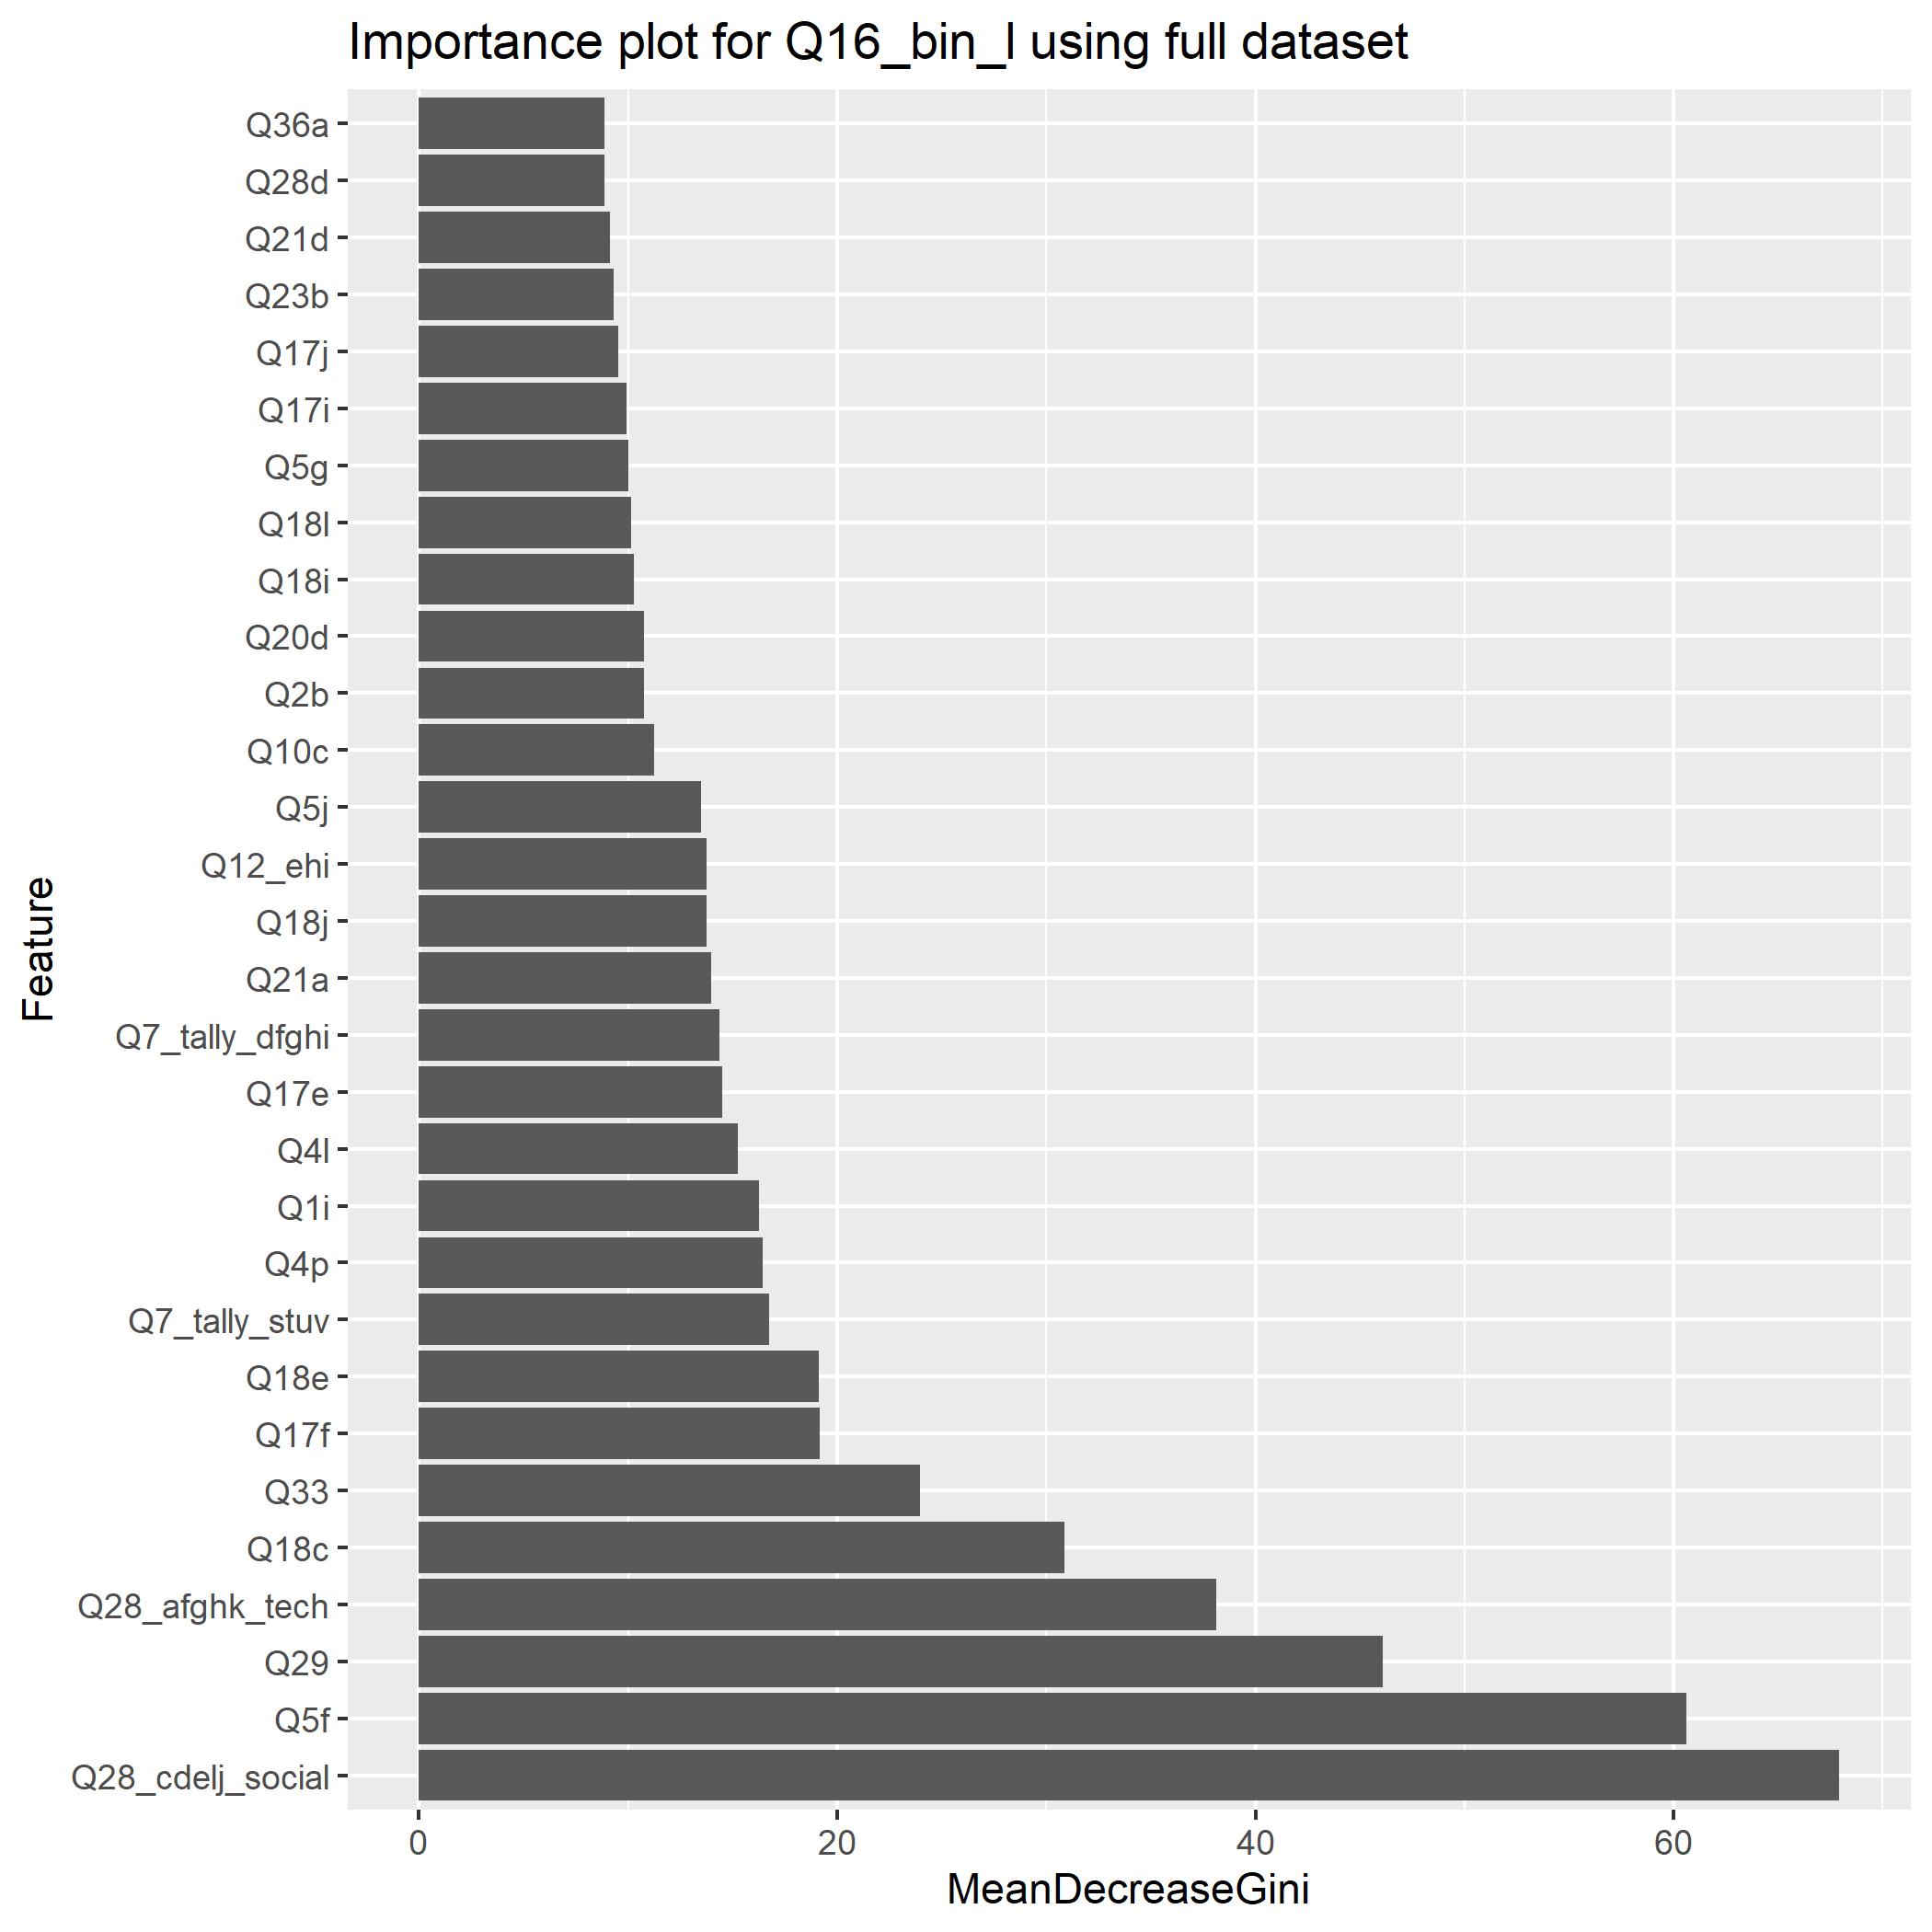 Importance plot for Q16_bin_l using full dataset
Feature
Q36a
Q28d
Q21d
Q23b
Q17j
Q17i
Q5g
Q18l
Q18i
Q20d
Q2b
Q10c
Q5j
Q12_ehi
Q18j
Q21a
Q7_tally_dfghi
Q17e
Q4l
Q1i
Q4p
Q7_tally_stuv
Q18e
Q17f
Q33
Q18c
Q28_afghk_tech
Q29
Q5f
Q28_cdelj_social
0 20 40 60
MeanDecreaseGini